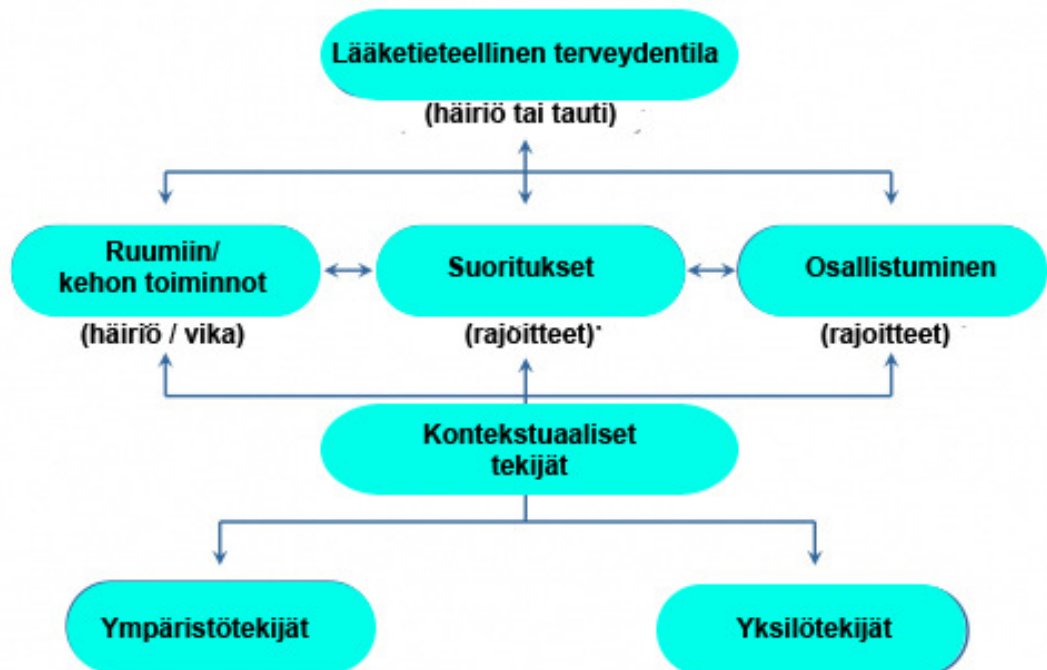 Lääketieteellinen terveydentila
(häiriö tai tauti)
Ruumiin/
kehon toiminnot
Suoritukset
Osallistuminen
(häiriö / vika)
(rajoitteet)
(rajoitteet)
Kontekstuaaliset
tekijät
Ympäristötekijät
Yksilötekijät